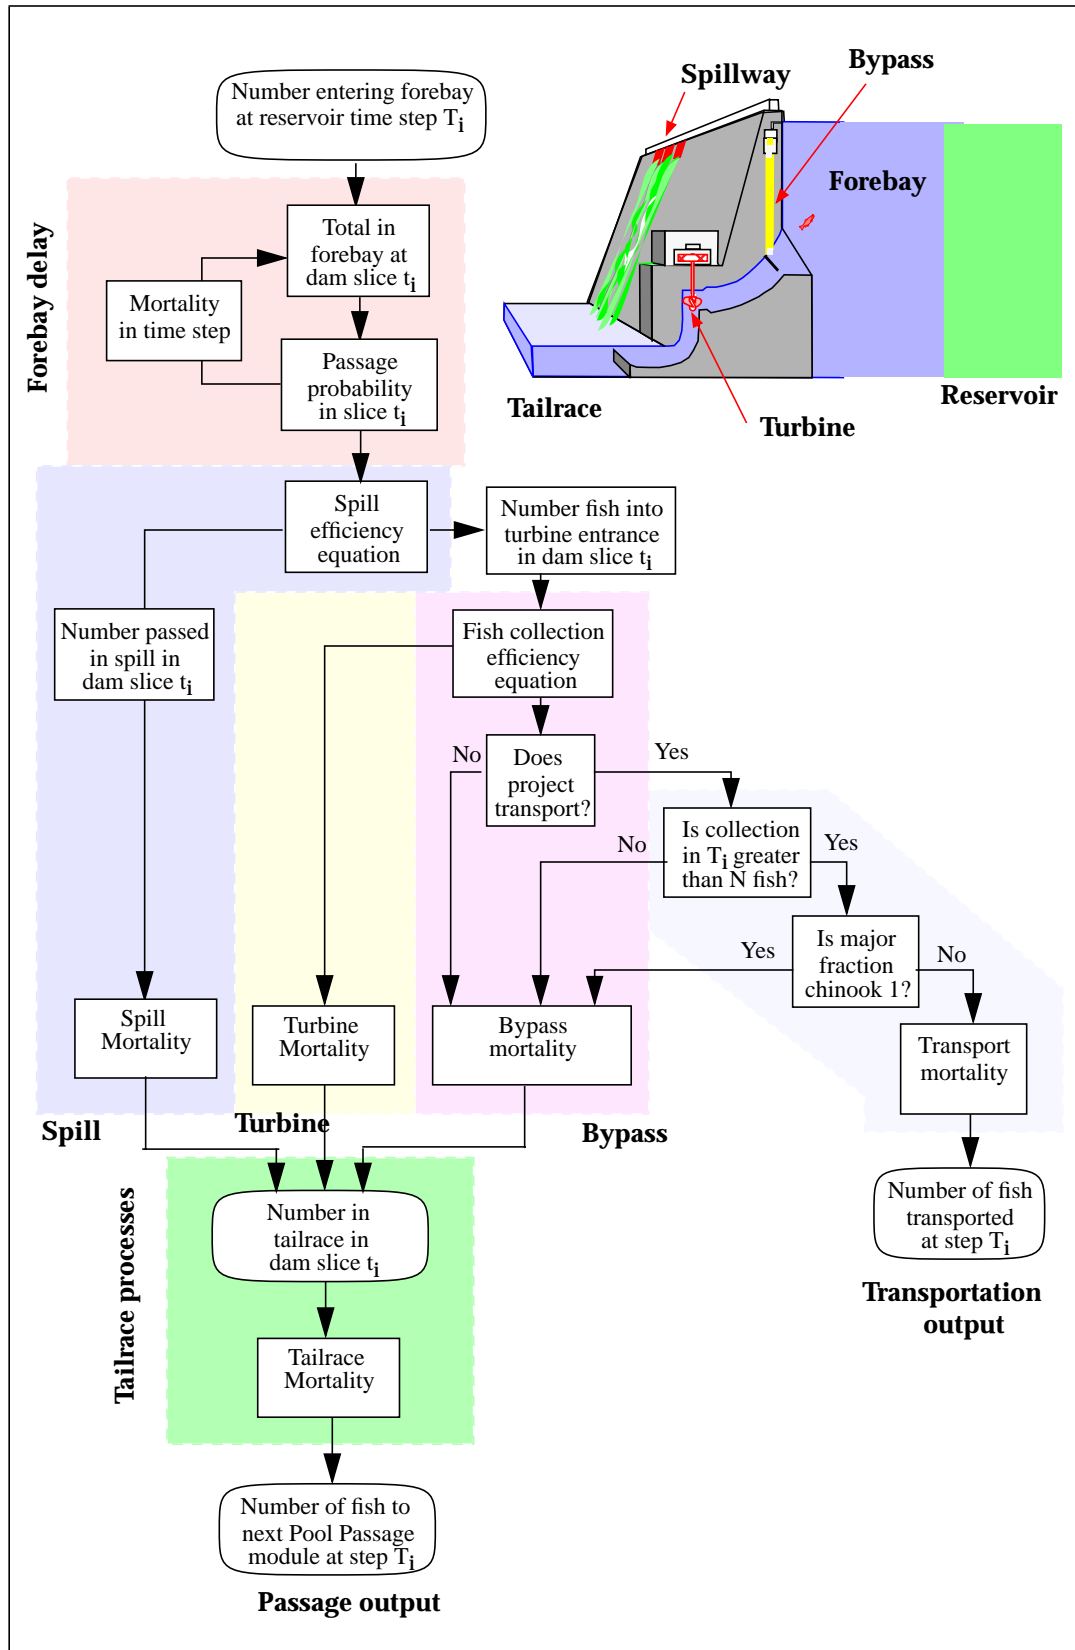 Number entering forebay
at reservoir time step Ti
Spillway
Bypass
Forebay
Tailrace
Turbine
Reservoir
Forebay delay
Total in
forebay at
dam slice ti
Mortality
in time step
Passage
probability
in slice ti
Spill
efficiency
equation
Number fish into
turbine entrance
in dam slice ti
Number passed
in spill in
dam slice ti
Fish collection
efficiency
equation
No
Does
project
transport?
Yes
No
Is collection
in Ti greater
than N fish?
Yes
Yes
Is major
fraction
chinook 1?
No
Spill
Mortality
Turbine
Mortality
Bypass
mortality
Transport
mortality
Spill
Turbine
Bypass
Tailrace processes
Number in
tailrace in
dam slice ti
Number of fish
transported
at step Ti
Transportation
output
Tailrace
Mortality
Number of fish to
next Pool Passage
module at step Ti
Passage output